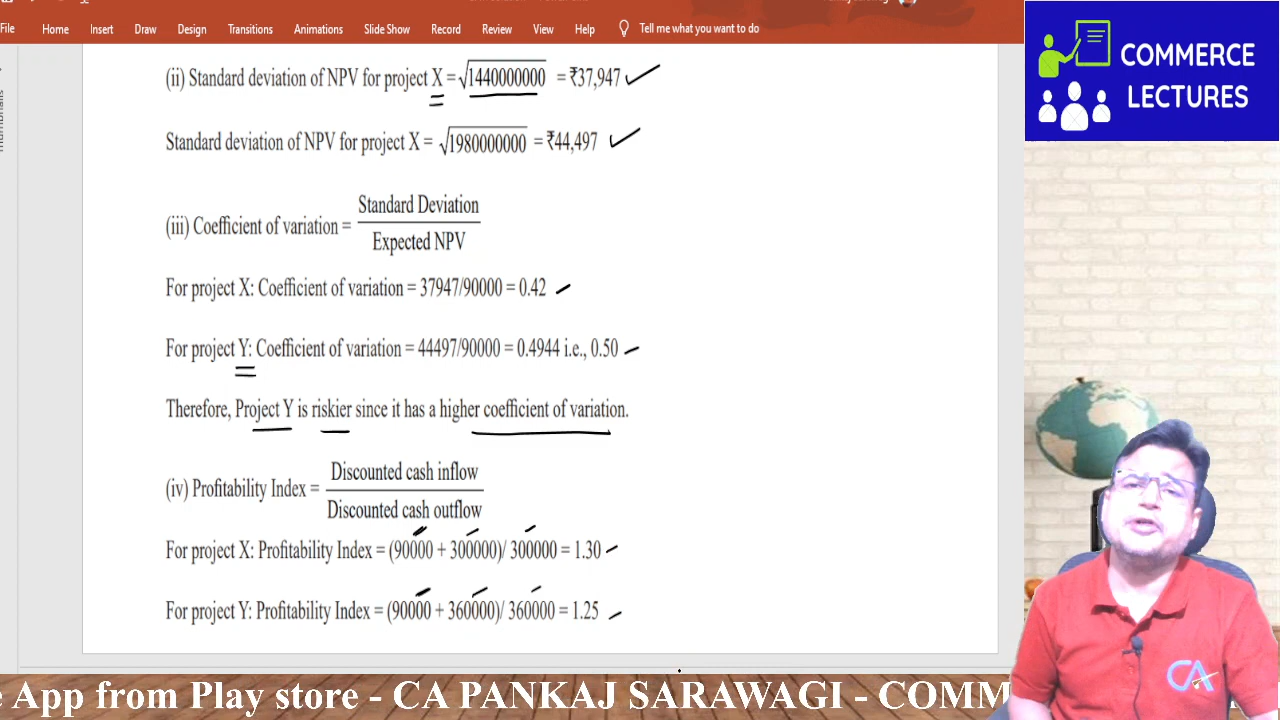 File Home Insert Draw Design Transitions Animations Slide Show Record Review View Help Tell me what you want to do
COMMERCE
LECTURES
(ii) Standard deviation of NPV for project X = √1440000000 = ₹37,947
Standard deviation of NPV for project X = √1980000000 = ₹44,497
(iii) Coefficient of variation = Standard Deviation
Expected NPV
For project X: Coefficient of variation = 37947/90000 = 0.42
For project Y: Coefficient of variation = 44497/90000 = 0.4944 i.e., 0.50
Therefore, Project Y is riskier since it has a higher coefficient of variation.
(iv) Profitability Index = Discounted cash inflow
Discounted cash outflow
For project X: Profitability Index = (90000 + 300000)/ 300000 = 1.30
For project Y: Profitability Index = (90000 + 360000)/ 360000 = 1.25
CA
e App from Play store - CA PANKAJ SARAWAGI - COMM